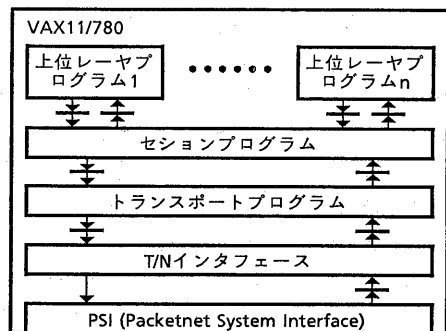 VAX11/780
上位レーヤプ
ログラム1
上位レーヤプ
ログラムn
セションプログラム
トランスポートプログラム
T/Nインタフェース
PSI (Packetnet System Interface)